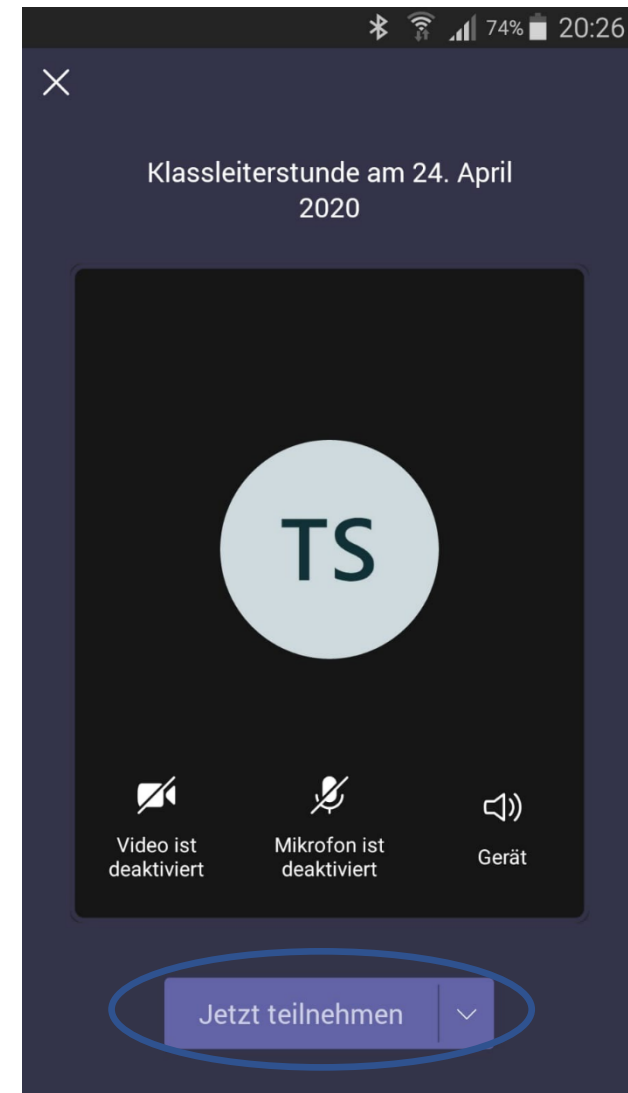 74% 20:26
Klassleiterstunde am 24. April
2020
TS
Video ist
deaktiviert
Mikrofon ist
deaktiviert
Gerät
Jetzt teilnehmen